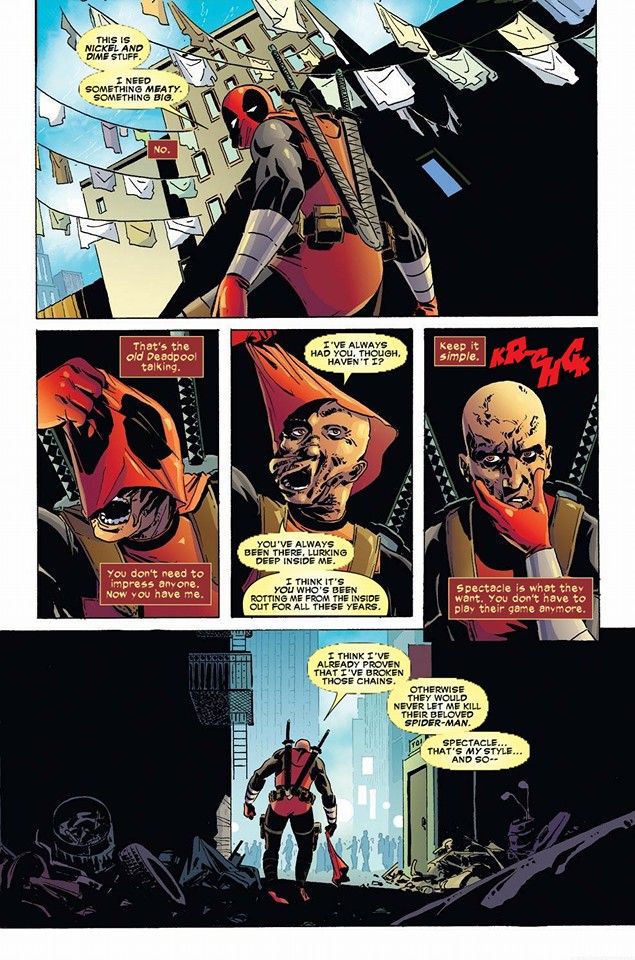 THIS IS
NICKEL AND
DIME STUFF.
I NEED
SOMETHING MEATY.
SOMETHING BIG.
No.
That's the
old Deadpool
talking.
You don't need to
impress anyone.
Now you have me.
I'VE ALWAYS
HAD YOU, THOUGH,
HAVEN'T I?
YOU'VE ALWAYS
BEEN THERE, LURKING
DEEP INSIDE ME.
I THINK IT'S
YOU WHO'S BEEN
ROTTING ME FROM THE INSIDE
OUT FOR ALL THESE YEARS.
Keep it
simple.
Spectacle is what they
want. You don't have to
play their game anymore.
I THINK I'VE
ALREADY PROVEN
THAT I'VE BROKEN
THOSE CHAINS.
OTHERWISE
THEY WOULD
NEVER LET ME KILL
THEIR BELOVED
SPIDER-MAN.
SPECTACLE...
THAT'S MY STYLE...
AND SO--